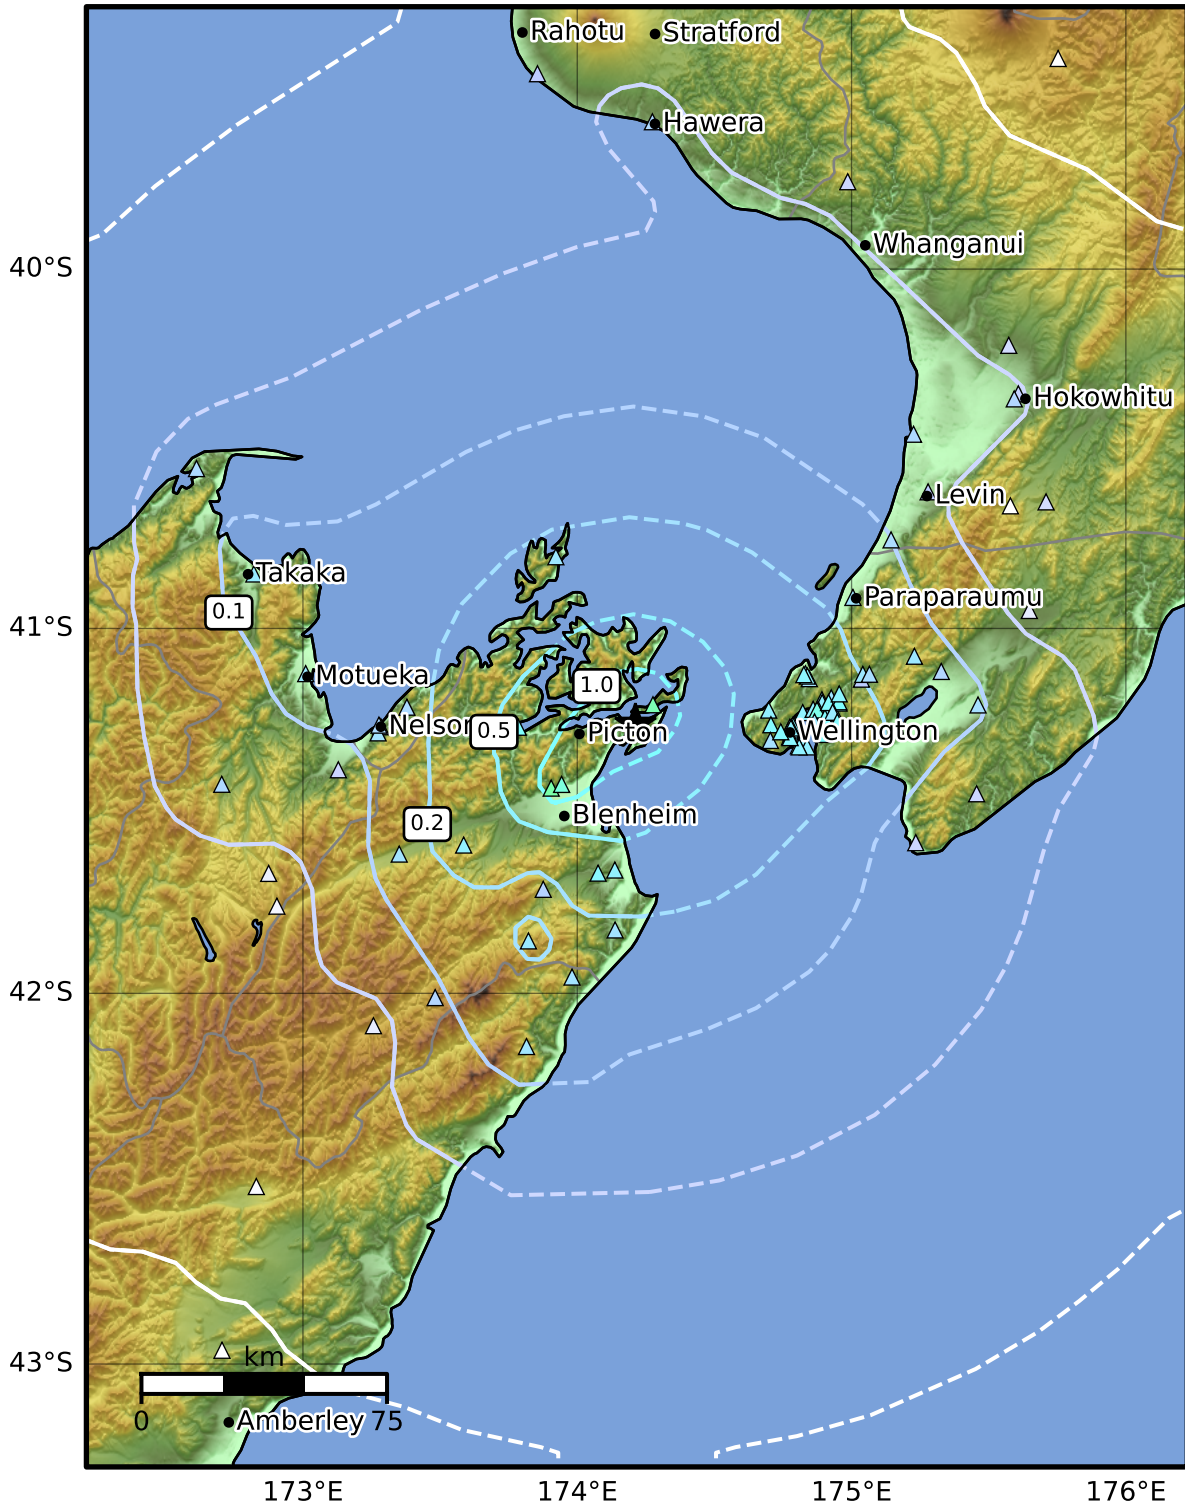 Rahotu
Stratford
Hawera
Whanganui
40°S
Hokowhitu
Levin
Takaka
Paraparaumu
0.1
41°S
Motueka
1.0
Nelson
0.5
Picton
Wellington
0.2
Blenheim
42°S
43°S
km
0
75
Amberley
173°E
174°E
175°E
176°E